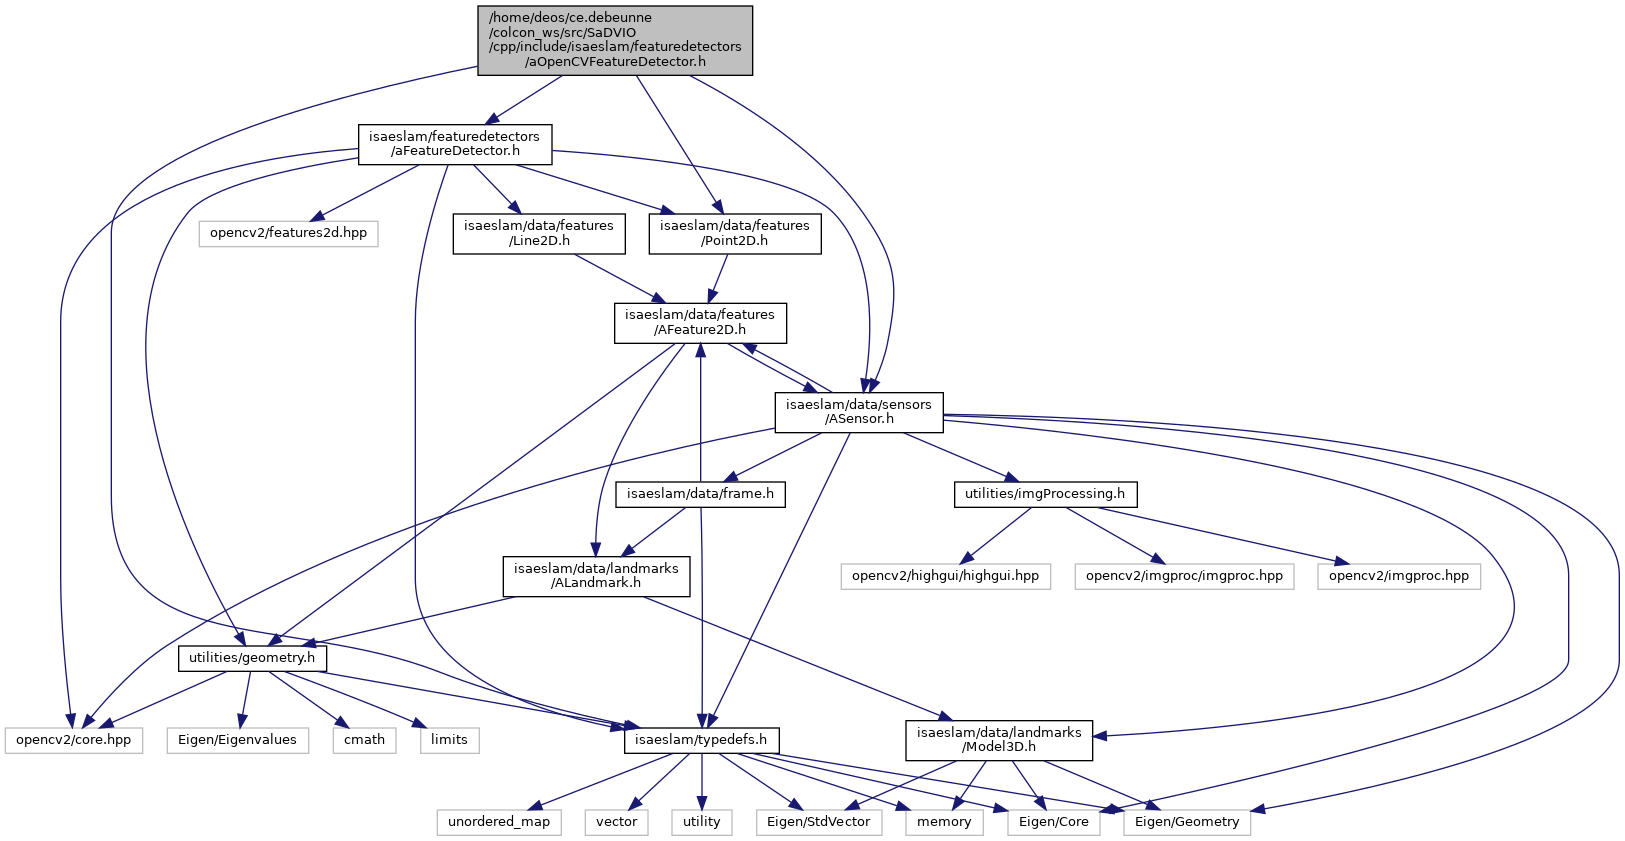 /home/deos/ce.debeunne
/colcon_ws/src/SaDVIO
/cpp/include/isaeslam/featuredetectors
/aOpenCVFeatureDetector.h
isaeslam/featuredetectors
/aFeatureDetector.h
opencv2/features2d.hpp
isaeslam/data/features
/Line2D.h
isaeslam/data/features
/Point2D.h
isaeslam/data/features
/AFeature2D.h
isaeslam/data/sensors
/ASensor.h
isaeslam/data/frame.h
utilities/imgProcessing.h
isaeslam/data/landmarks
/ALandmark.h
opencv2/highgui/highgui.hpp
opencv2/imgproc/imgproc.hpp
opencv2/imgproc.hpp
utilities/geometry.h
opencv2/core.hpp
Eigen/Eigenvalues
cmath
limits
isaeslam/typedefs.h
isaeslam/data/landmarks
/Model3D.h
unordered_map
vector
utility
Eigen/StdVector
memory
Eigen/Core
Eigen/Geometry